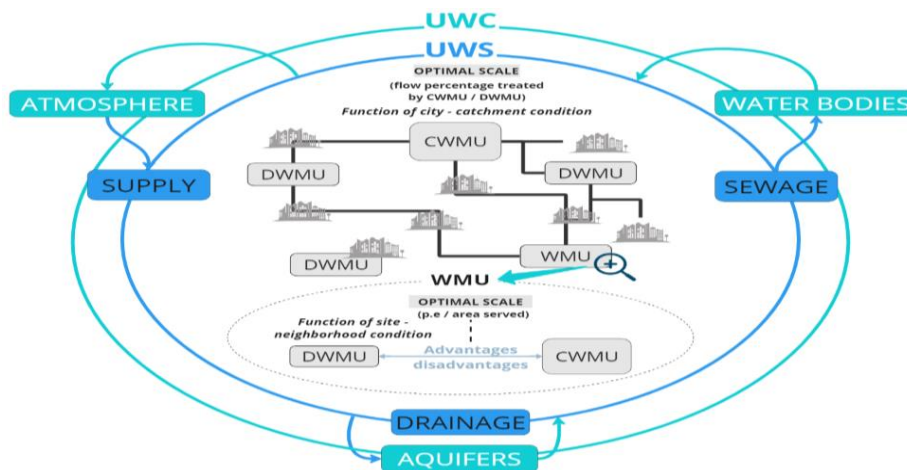 UWC
UWS
OPTIMAL SCALE
(flow percentage treated
by CWMU / DWMU)
Function of city - catchment condition
ATMOSPHERE
WATER BODIES
CWMU
DWMU
DWMU
SUPPLY
SEWAGE
DWMU
WMU
WMU
OPTIMAL SCALE
(p.e / area served)
Function of site -
neighborhood condition
DWMU
Advantages
disadvantages
CWMU
DRAINAGE
AQUIFERS